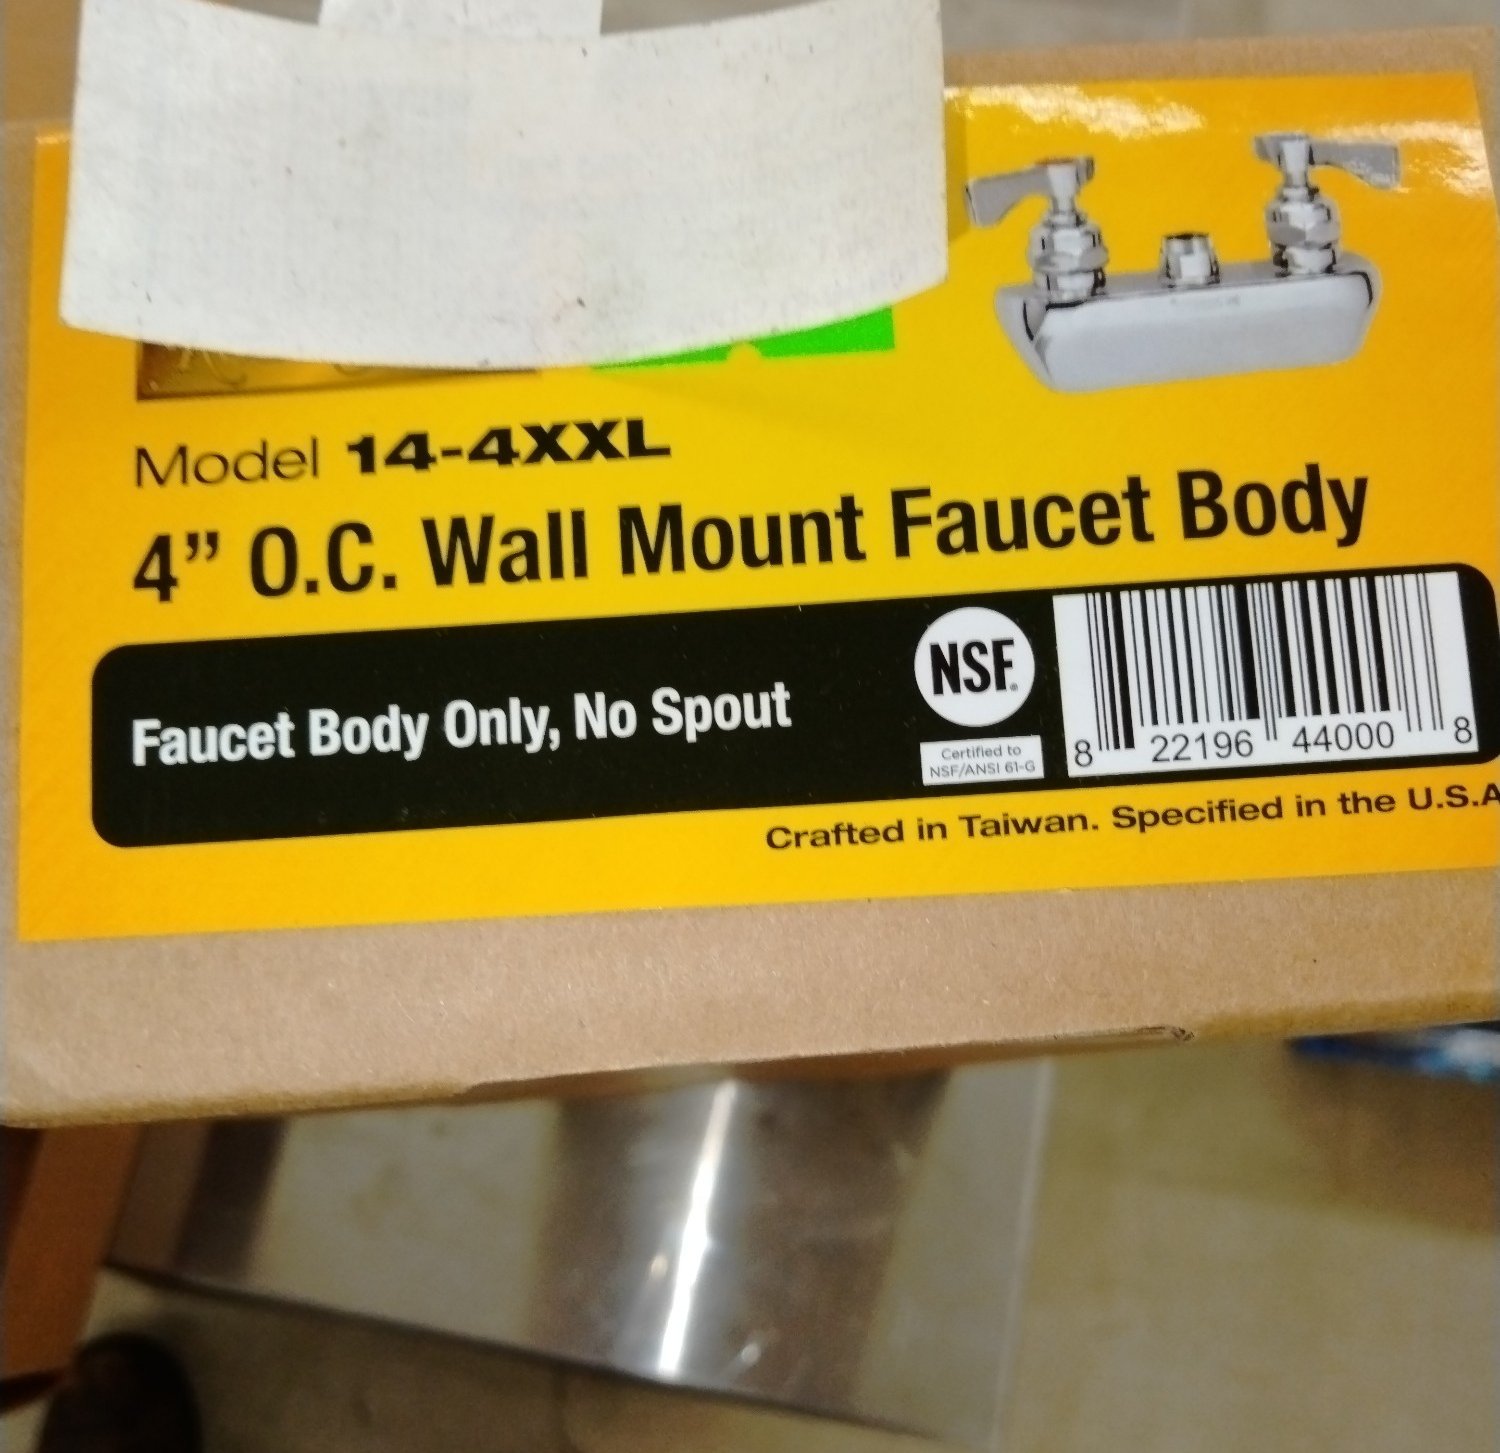 Model 14-4XXL
4” O.C. Wall Mount Faucet Body
Faucet Body Only, No Spout
NSF®
Certified to
NSF/ANSI 61-G
8 22196 44000 8
Crafted in Taiwan. Specified in the U.S.A